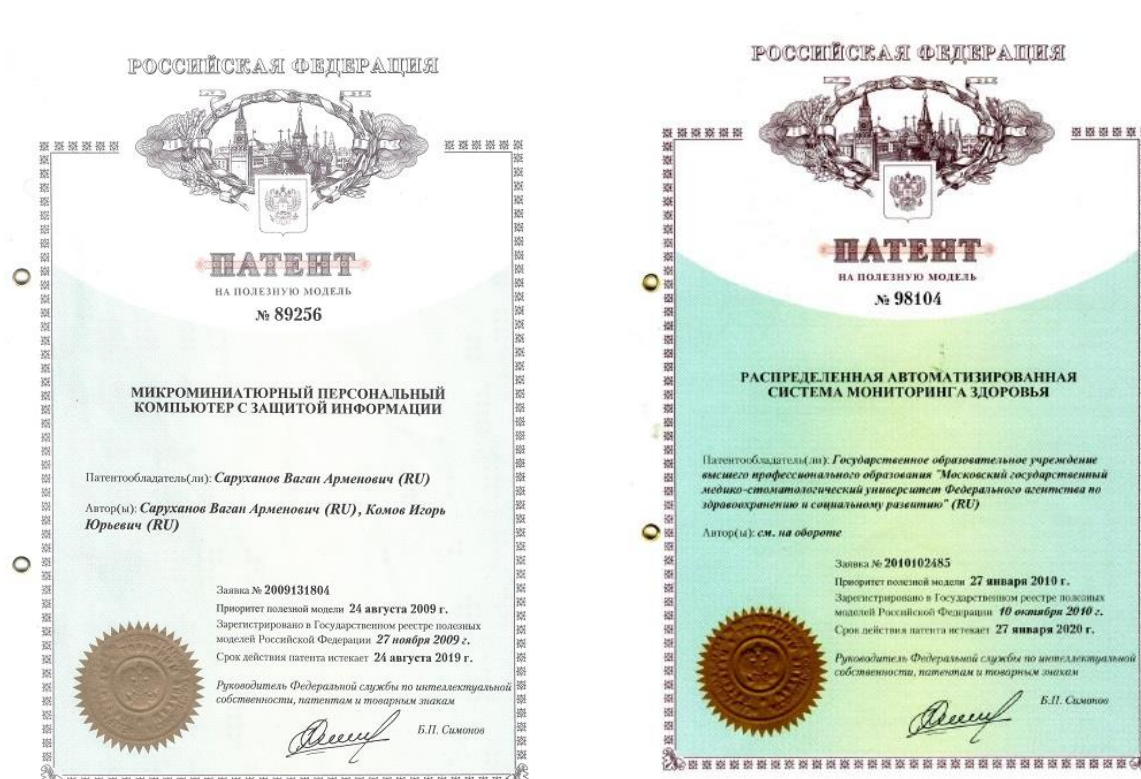 РОССИЙСКАЯ ФЕДЕРАЦИЯ
ПАТЕНТ
НА ПОЛЕЗНУЮ МОДЕЛЬ
№ 89256
МИКРОМИНИАТЮРНЫЙ ПЕРСОНАЛЬНЫЙ
КОМПЬЮТЕР С ЗАЩИТОЙ ИНФОРМАЦИИ
Патентообладатель(ли): Саруханов Ваган Арменович (RU)
Автор(ы): Саруханов Ваган Арменович (RU), Комов Игорь
Юрьевич (RU)
Заявка № 2009131804
Приоритет полезной модели 24 августа 2009 г.
Зарегистрировано в Государственном реестре полезных
моделей Российской Федерации 27 ноября 2009 г.
Срок действия патента истекает 24 августа 2019 г.
Руководитель Федеральной службы по интеллектуальной
собственности, патентам и товарным знакам
Б.П. Симонов
РОССИЙСКАЯ ФЕДЕРАЦИЯ
ПАТЕНТ
НА ПОЛЕЗНУЮ МОДЕЛЬ
№ 98104
РАСПРЕДЕЛЕННАЯ АВТОМАТИЗИРОВАННАЯ
СИСТЕМА МОНИТОРИНГА ЗДОРОВЬЯ
Патентообладатель(ли): Государственное образовательное учреждение
высшего профессионального образования "Московский государственный
медико-стоматологический университет Федерального агентства по
здравоохранению и социальному развитию" (RU)
Автор(ы): см. на обороте
Заявка № 2010102485
Приоритет полезной модели 27 января 2010 г.
Зарегистрировано в Государственном реестре полезных
моделей Российской Федерации 10 октября 2010 г.
Срок действия патента истекает 27 января 2020 г.
Руководитель Федеральной службы по интеллектуальной
собственности, патентам и товарным знакам
Б.П. Симонов